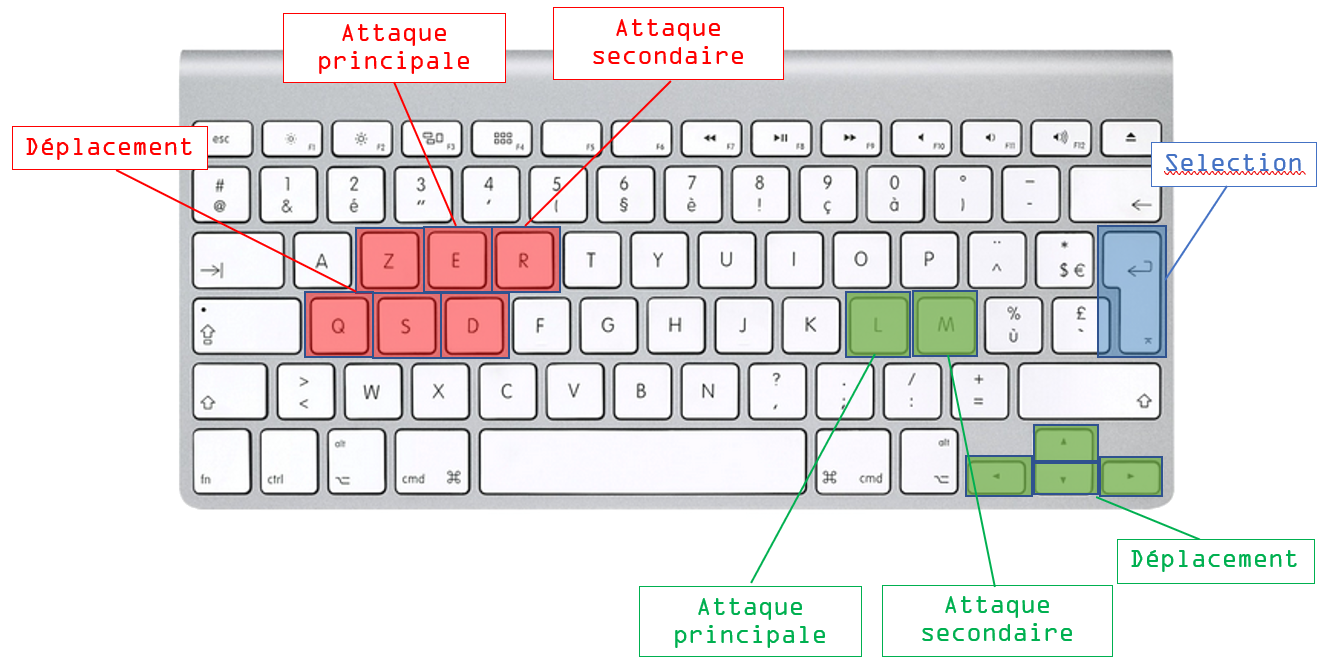 Attaque
principale
Attaque
secondaire
Déplacement
Selection
esc F1 F2 F3 F4 F5 F6 F7 F8 F9 F10 F11 F12
# 1 2 3 4 5 6 7 8 9 0 ° _
@ & é " ' ( § è ! ç à ) -
A Z E R T Y U I O P ¨ *
^ $ €
Q S D F G H J K L M % £
ù `
> W X C V B N ? . / +
< , ; : =
alt alt
fn ctrl ⌥ cmd ⌘ ⌘ cmd ⌥
Déplacement
Attaque
principale
Attaque
secondaire